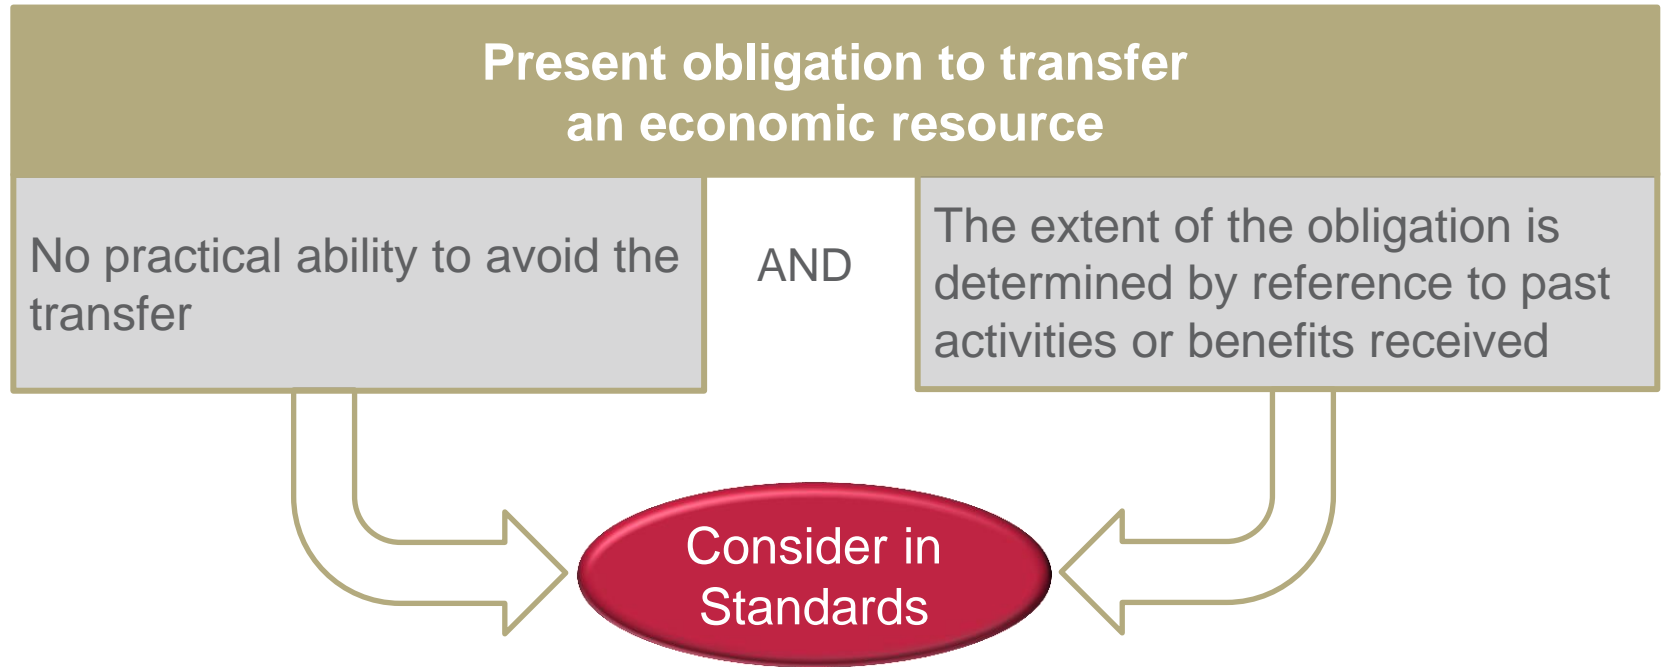 Present obligation to transfer
an economic resource
No practical ability to avoid the
transfer
AND
The extent of the obligation is
determined by reference to past
activities or benefits received
Consider in
Standards